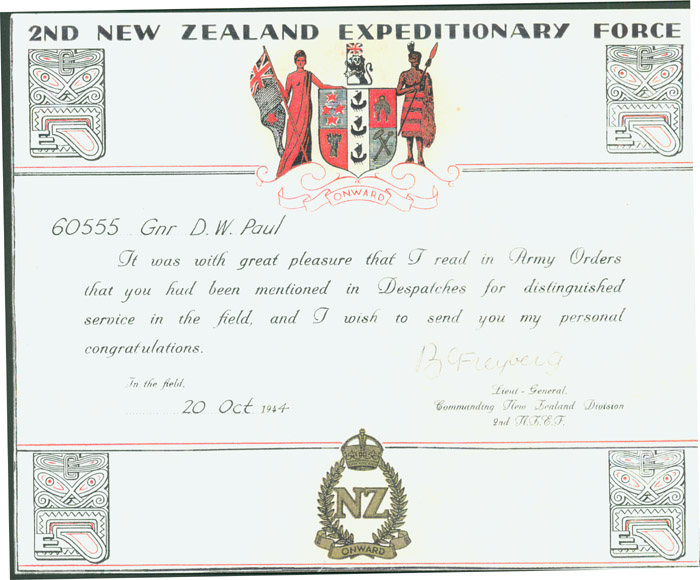 2ND NEW ZEALAND EXPEDITIONARY FORCE
ONWARD
60555 Gnr D.W. Paul
It was with great pleasure that I read in Army Orders
that you had been mentioned in Despatches for distinguished
service in the field, and I wish to send you my personal
congratulations.
B C Freyberg
In the field,
20 Oct 1944
Lieut-General,
Commanding New Zealand Division
2nd N.Z.E.F.
NZ
ONWARD